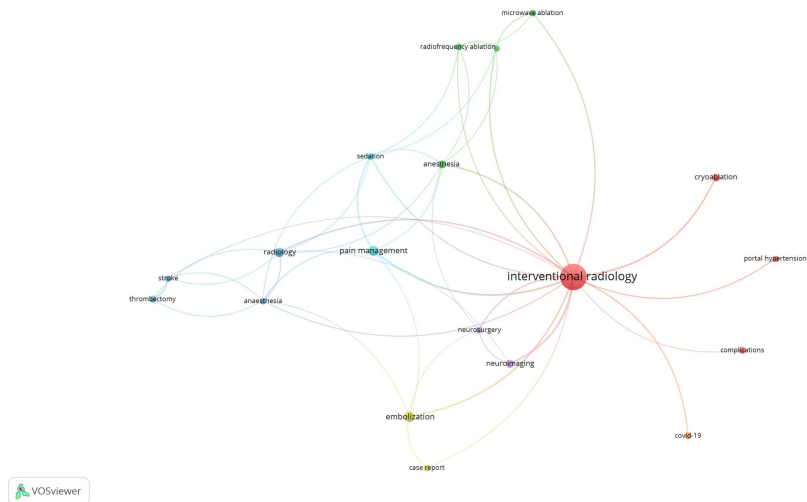 microwave ablation
radiofrequency ablation
sedation
anesthesia
cryoablation
radiology
pain management
portal hypertension
interventional radiology
stroke
thrombectomy
anaesthesia
neurosurgery
complications
neuroimaging
embolization
covid-19
case report
VOSviewer